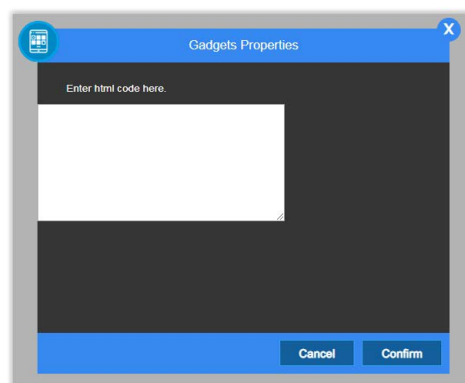 X
Gadgets Properties
Enter html code here.
Cancel Confirm